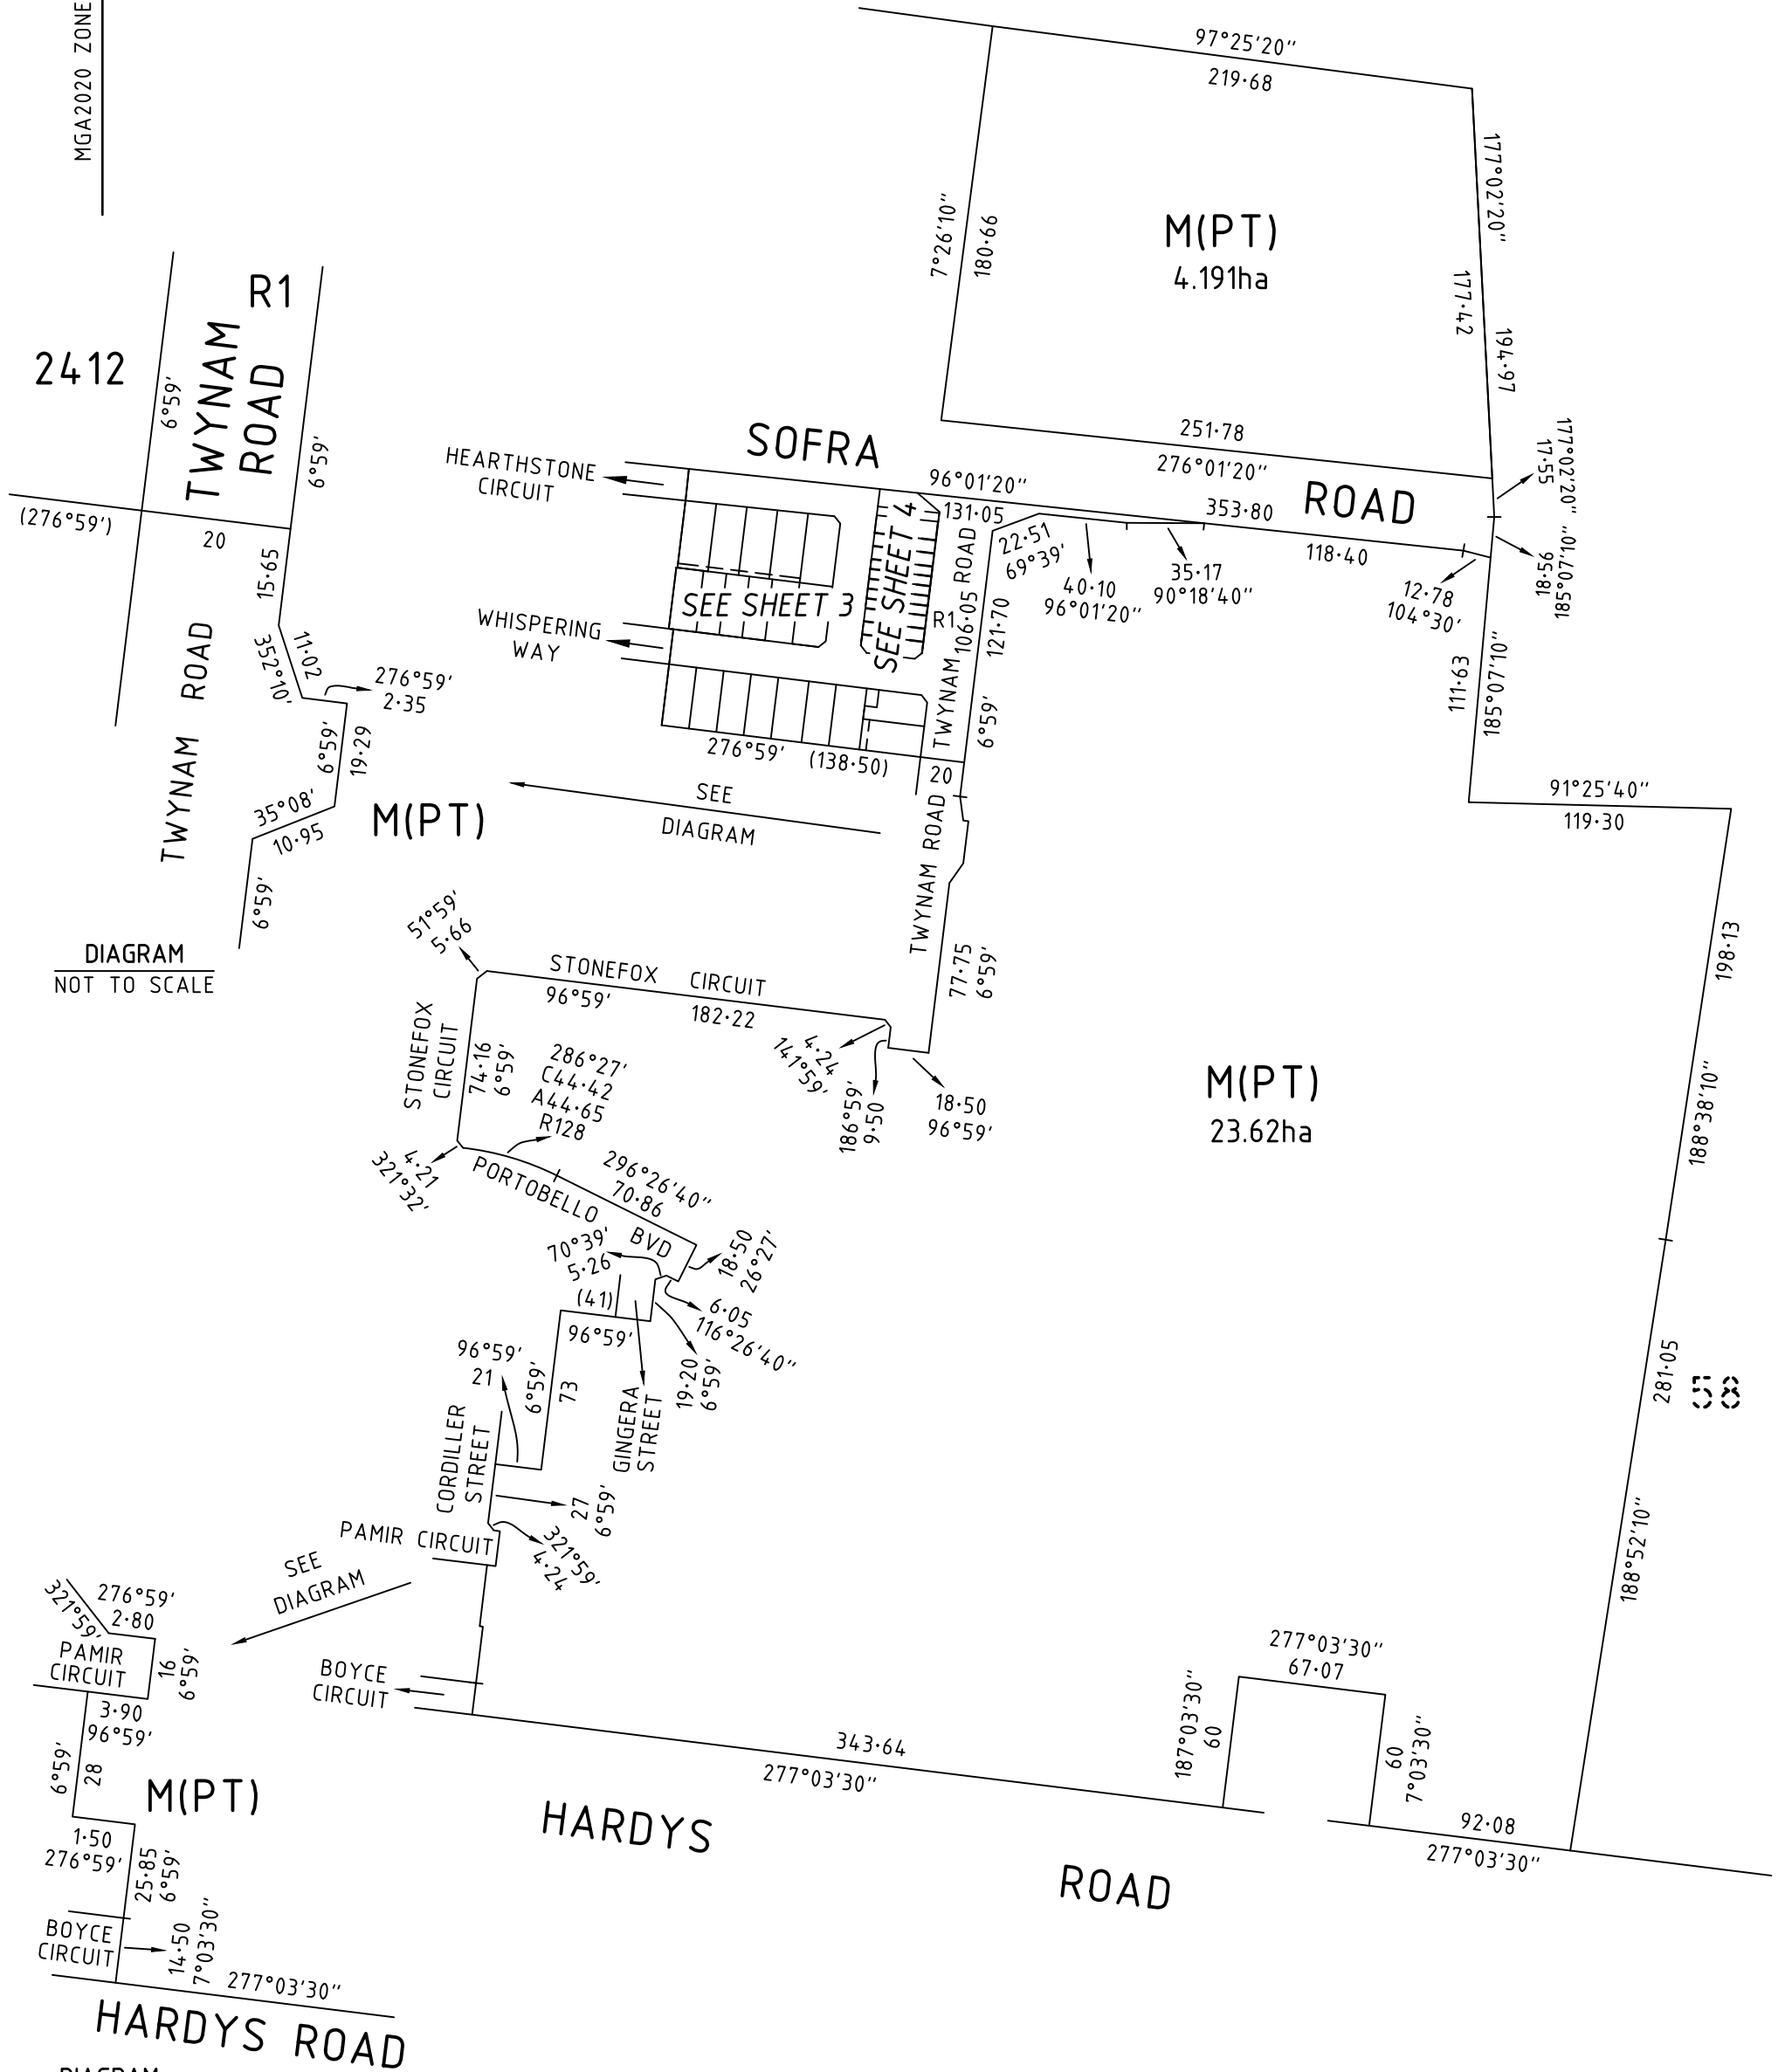 MGA2020 ZONE
97°25'20"
219·68
177°02'20"
7°26'10"
180·66
M(PT)
4.191ha
177·42
194·97
R1
TWYNAM
ROAD
2412
6°59'
6°59'
(276°59')
20
15·65
11·02
352°10'
276°59'
2·35
6°59'
19·29
35°08'
10·95
6°59'
TWYNAM ROAD
M(PT)
DIAGRAM
NOT TO SCALE
SOFRA
ROAD
251·78
276°01'20"
96°01'20"
353·80
131·05
118·40
177°02'20"
17·55
18·56
185°07'10"
HEARTHSTONE
CIRCUIT
SEE SHEET 3
SEE SHEET 4
WHISPERING
WAY
R1
TWYNAM ROAD
106·05
121·70
6°59'
22·51
69°39'
40·10
96°01'20"
35·17
90°18'40"
12·78
104°30'
111·63
185°07'10"
276°59'
(138·50)
20
SEE
DIAGRAM
TWYNAM ROAD
91°25'40"
119·30
198·13
188°38'10"
51°59'
5·66
STONEFOX CIRCUIT
96°59'
182·22
77·75
6°59'
STONEFOX
CIRCUIT
74·16
6°59'
286°27'
C44·42
A44·65
R128
4·24
141°59'
186°59'
9·50
18·50
96°59'
M(PT)
23.62ha
4·21
321°32'
PORTOBELLO BVD
296°26'40"
70·86
70°39'
5·26
18·50
26°27'
(41)
96°59'
6·05
116°26'40"
19·20
6°59'
96°59'
21
6°59'
73
GINGERA
STREET
CORDILLER
STREET
27
6°59'
281·05
58
188°52'10"
PAMIR CIRCUIT
321°59'
4·24
SEE
DIAGRAM
321°59'
276°59'
2·80
PAMIR
CIRCUIT
16
6°59'
3·90
96°59'
6°59'
28
M(PT)
BOYCE
CIRCUIT
277°03'30"
67·07
187°03'30"
60
60
7°03'30"
343·64
277°03'30"
92·08
277°03'30"
HARDYS
ROAD
1·50
276°59'
25·85
6°59'
BOYCE
CIRCUIT
14·50
7°03'30"
277°03'30"
HARDYS ROAD
DIAGRAM